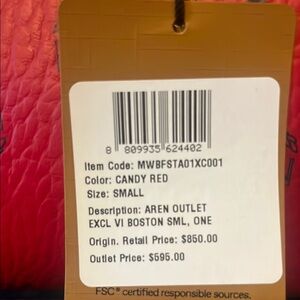 8 809935 624402
Item Code: MWBFSTA01XC001
Color: CANDY RED
Size: SMALL
Description: AREN OUTLET
EXCL VI BOSTON SML, ONE
Origin. Retail Price: $850.00
Outlet Price: $595.00
FSC® certified responsible sources.